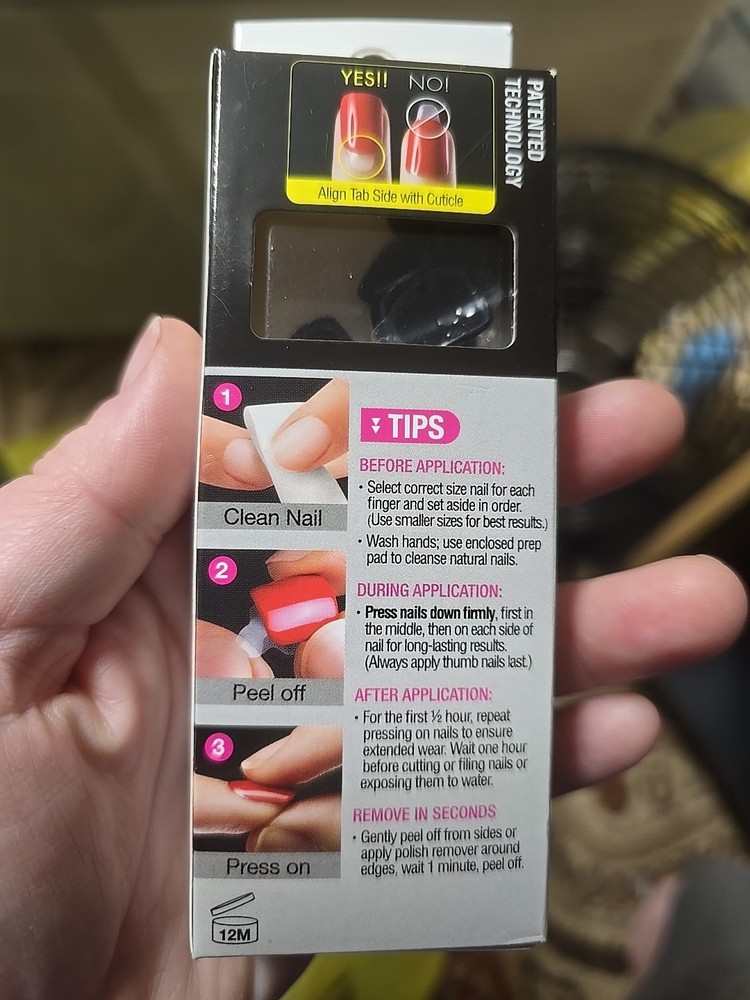 YES!! NO!
Align Tab Side with Cuticle
PATENTED
TECHNOLOGY
1
Clean Nail
2
Peel off
3
Press on
12M
TIPS
BEFORE APPLICATION:
• Select correct size nail for each
finger and set aside in order.
(Use smaller sizes for best results.)
• Wash hands; use enclosed prep
pad to cleanse natural nails.
DURING APPLICATION:
• Press nails down firmly, first in
the middle, then on each side of
nail for long-lasting results.
(Always apply thumb nails last.)
AFTER APPLICATION:
• For the first ½ hour, repeat
pressing on nails to ensure
extended wear. Wait one hour
before cutting or filing nails or
exposing them to water.
REMOVE IN SECONDS
• Gently peel off from sides or
apply polish remover around
edges, wait 1 minute, peel off.